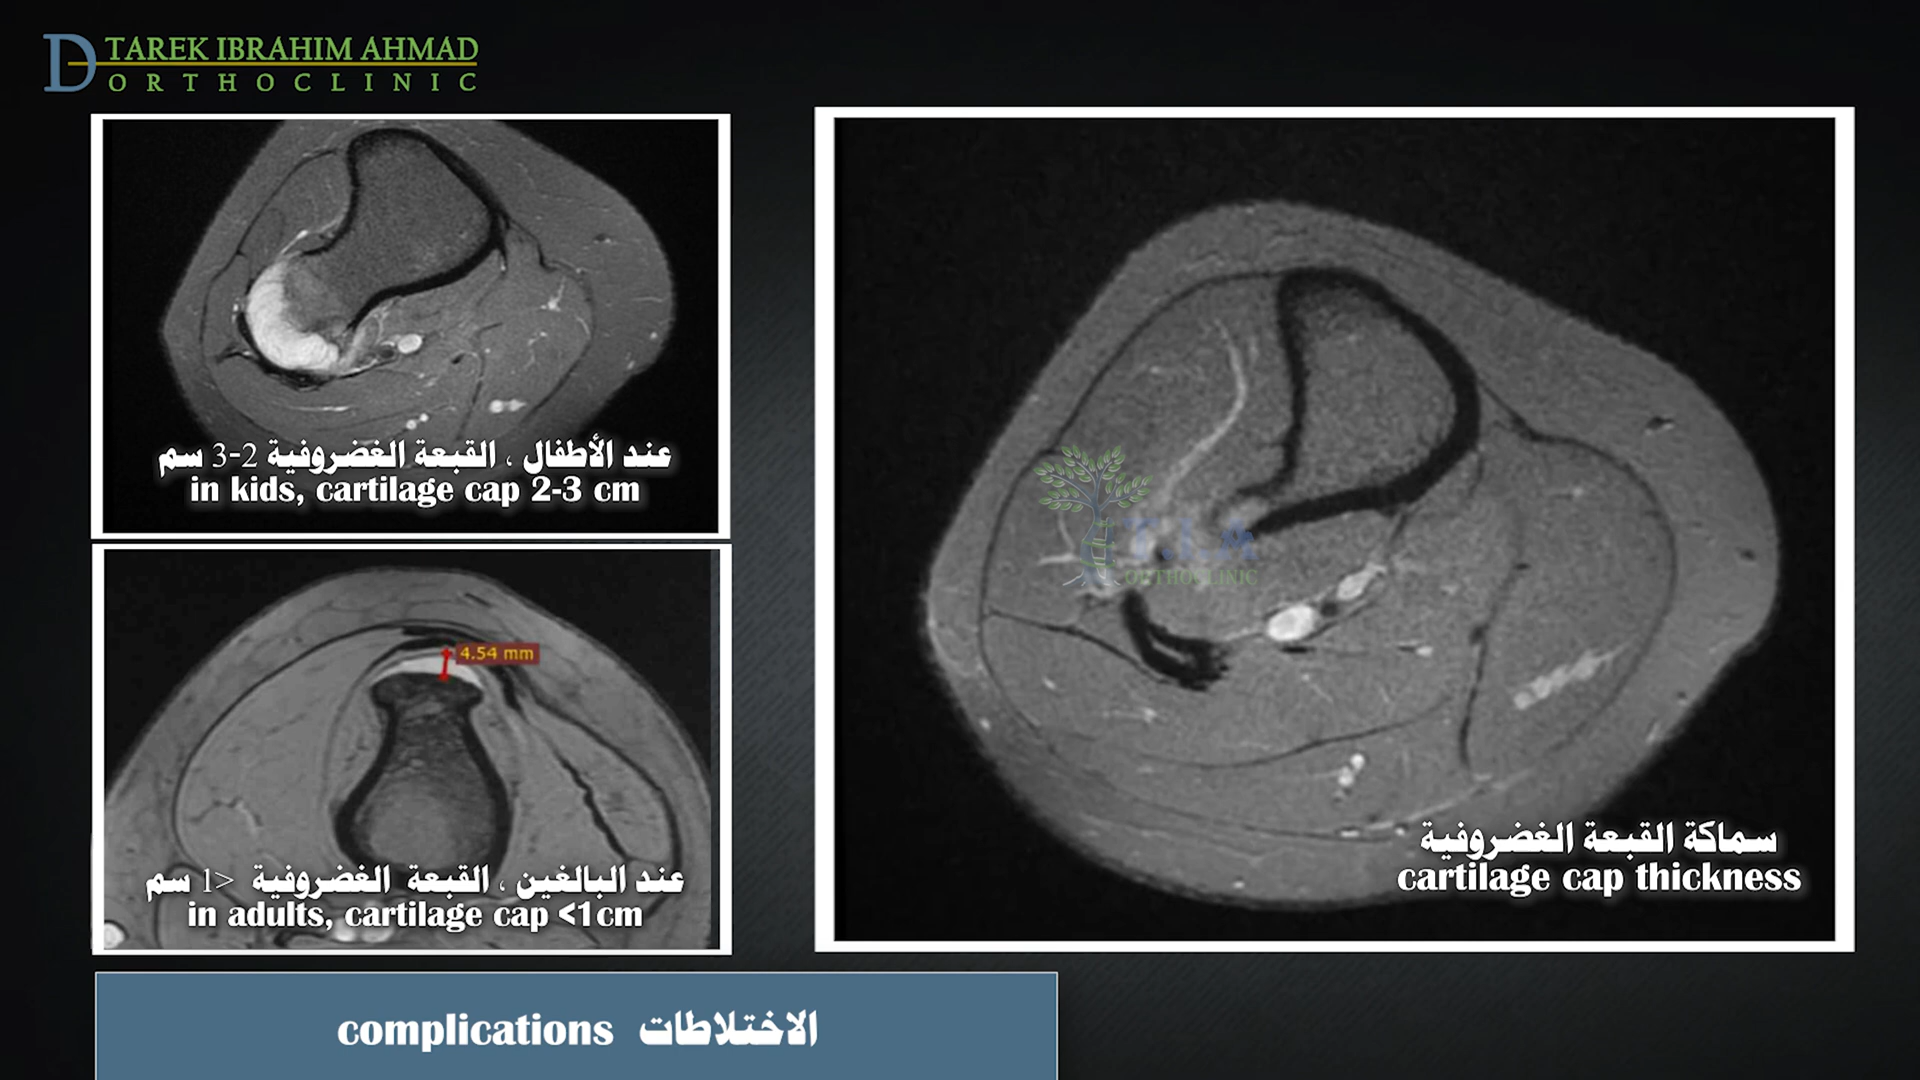 D TAREK IBRAHIM AHMAD
ORTHOCLINIC
عند الأطفال ، القبعة الغضروفية 2-3 سم
in kids, cartilage cap 2-3 cm
4.54 mm
عند البالغين ، القبعة الغضروفية <1 سم
in adults, cartilage cap <1cm
T.I.A
ORTHOCLINIC
سماكة القبعة الغضروفية
cartilage cap thickness
complications الاختلاطات